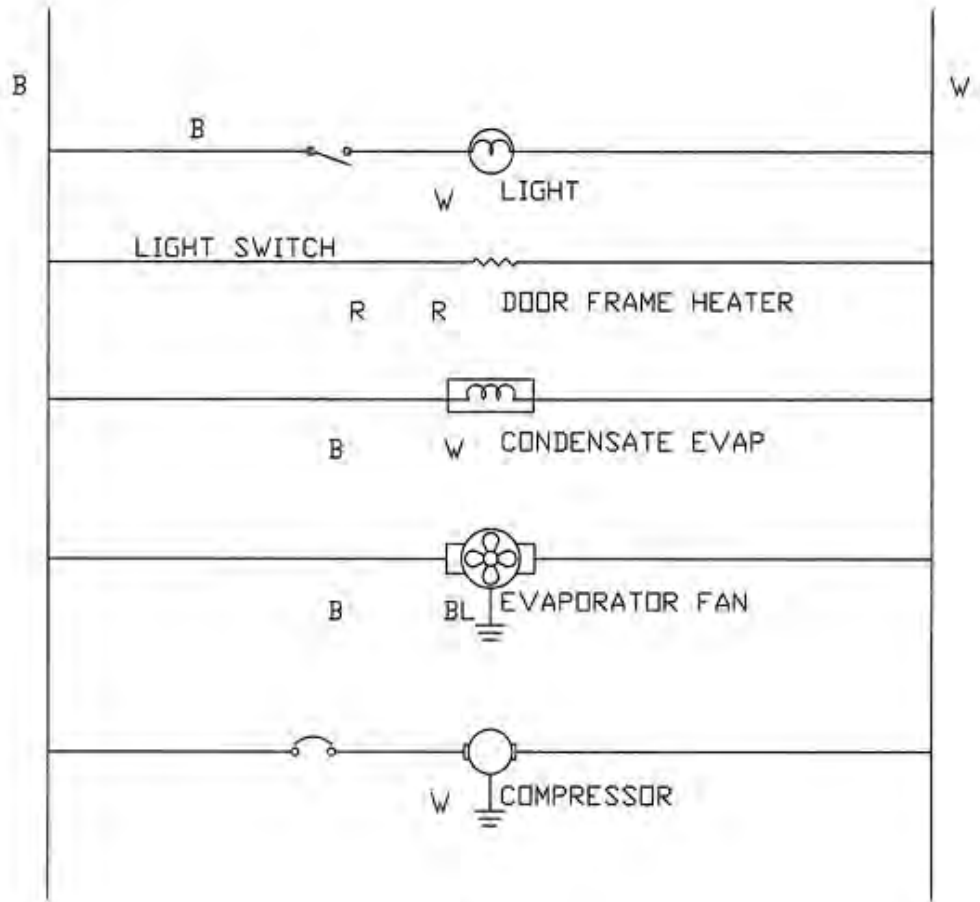 B
W
B
LIGHT
W
LIGHT SWITCH
DOOR FRAME HEATER
R R
CONDENSATE EVAP
B W
EVAPORATOR FAN
B BL
COMPRESSOR
W